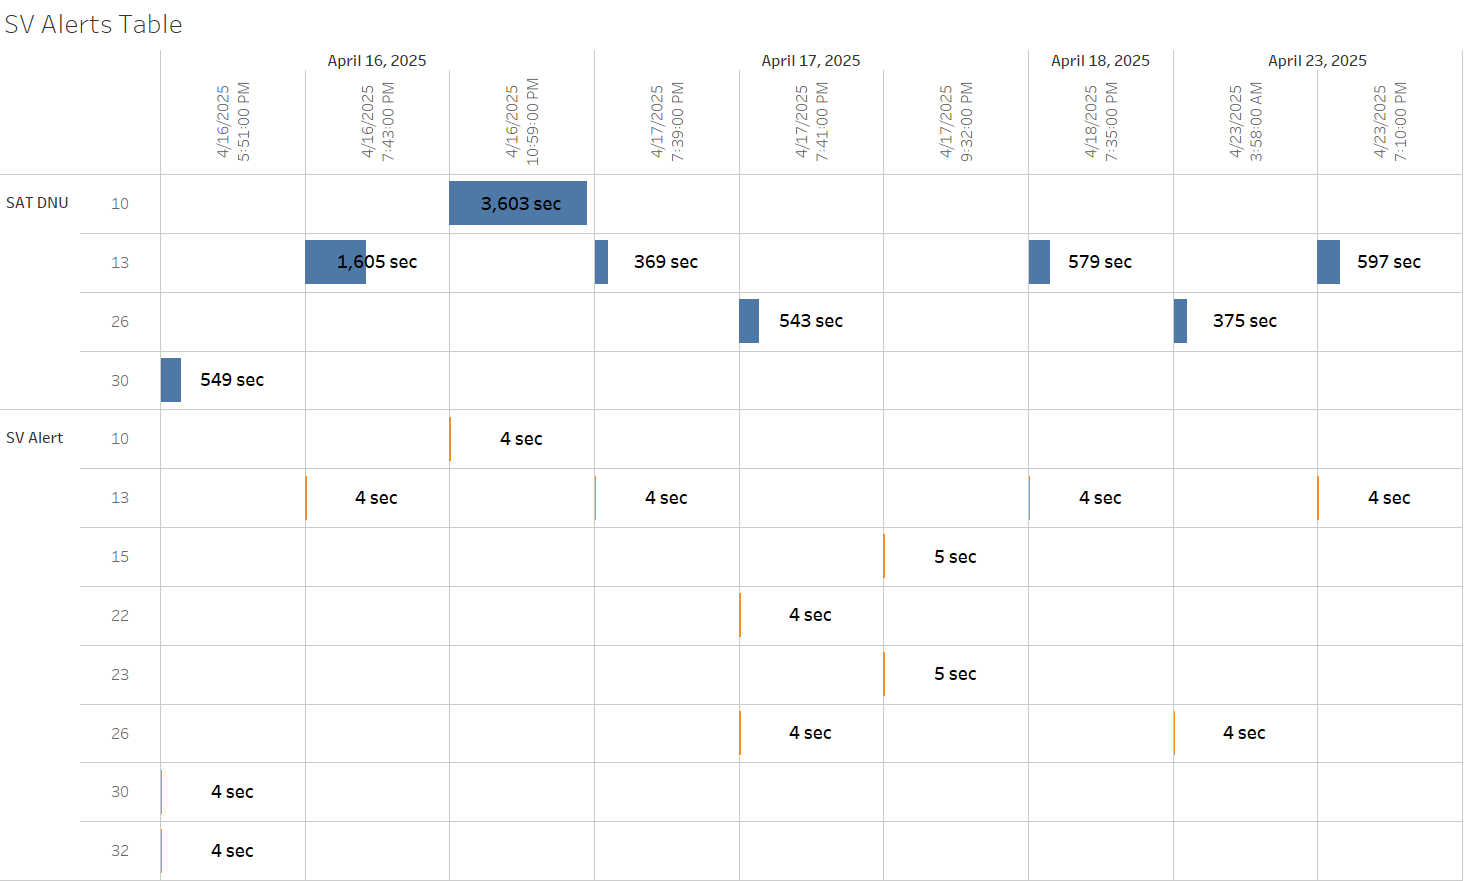 SV Alerts Table
April 16, 2025
April 17, 2025
April 18, 2025
April 23, 2025
4/16/2025
5:51:00 PM
4/16/2025
7:43:00 PM
4/16/2025
10:59:00 PM
4/17/2025
7:39:00 PM
4/17/2025
7:41:00 PM
4/17/2025
9:32:00 PM
4/18/2025
7:35:00 PM
4/23/2025
3:58:00 AM
4/23/2025
7:10:00 PM
SAT DNU 10 3,603 sec
13 1,605 sec 369 sec 579 sec 597 sec
26 543 sec 375 sec
30 549 sec
SV Alert 10 4 sec
13 4 sec 4 sec 4 sec 4 sec
15 5 sec
22 4 sec
23 5 sec
26 4 sec 4 sec
30 4 sec
32 4 sec